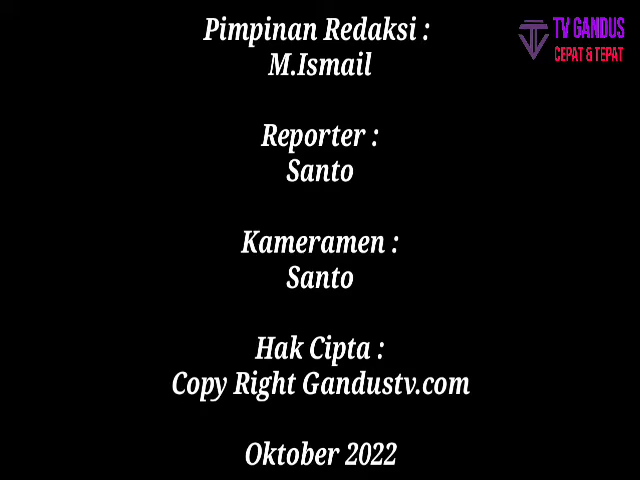 Pimpinan Redaksi :
M.Ismail
Reporter :
Santo
Kameramen :
Santo
Hak Cipta :
Copy Right Gandustv.com
Oktober 2022
TV GANDUS
CEPAT & TEPAT